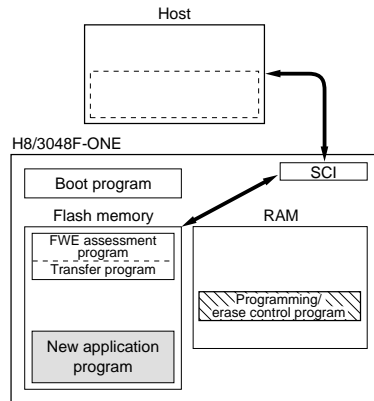 Host
H8/3048F-ONE
SCI
Boot program
Flash memory
RAM
FWE assessment
program
Transfer program
Programming/
erase control program
New application
program